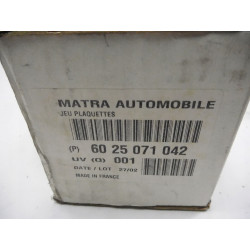 MATRA AUTOMOBILE
JEU PLAQUETTES
(P) 60 25 071 042
UV (Q) 001
DATE / LOT 27/02
MADE IN FRANCE